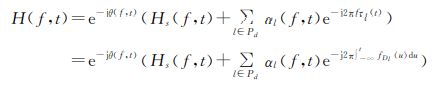 H(f,t)=e^{-jθ(f,t)}(H_s(f,t)+∑_{l∈P_d} α_l(f,t)e^{-j2πfτ_l(t)})
=e^{-jθ(f,t)}(H_s(f,t)+∑_{l∈P_d} α_l(f,t)e^{-j2π∫_{-∞}^{t} f_{D_l}(u)du})